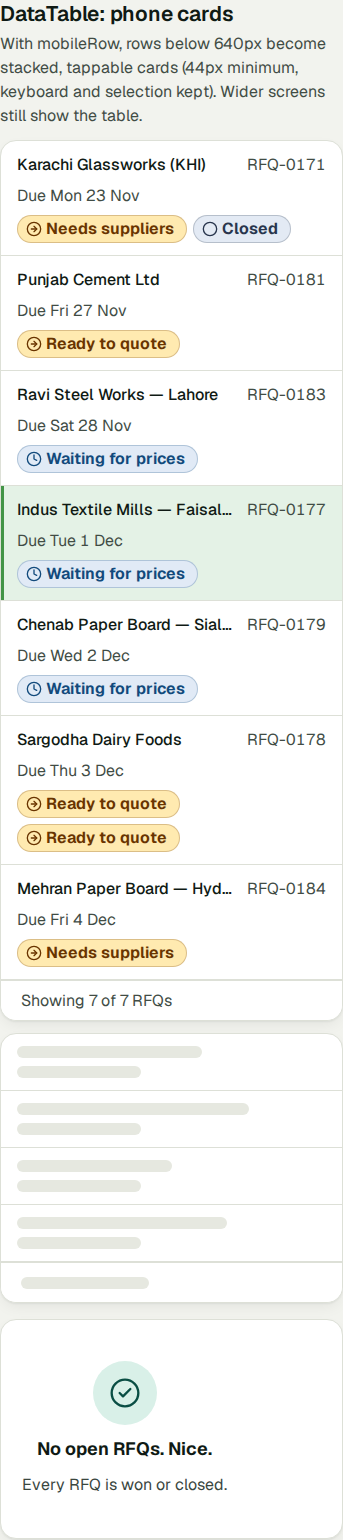 DataTable: phone cards
With mobileRow, rows below 640px become
stacked, tappable cards (44px minimum,
keyboard and selection kept). Wider screens
still show the table.
Karachi Glassworks (KHI) RFQ-0171
Due Mon 23 Nov
Needs suppliers Closed
Punjab Cement Ltd RFQ-0181
Due Fri 27 Nov
Ready to quote
Ravi Steel Works — Lahore RFQ-0183
Due Sat 28 Nov
Waiting for prices
Indus Textile Mills — Faisal... RFQ-0177
Due Tue 1 Dec
Waiting for prices
Chenab Paper Board — Sial... RFQ-0179
Due Wed 2 Dec
Waiting for prices
Sargodha Dairy Foods RFQ-0178
Due Thu 3 Dec
Ready to quote
Ready to quote
Mehran Paper Board — Hyd... RFQ-0184
Due Fri 4 Dec
Needs suppliers
Showing 7 of 7 RFQs
No open RFQs. Nice.
Every RFQ is won or closed.